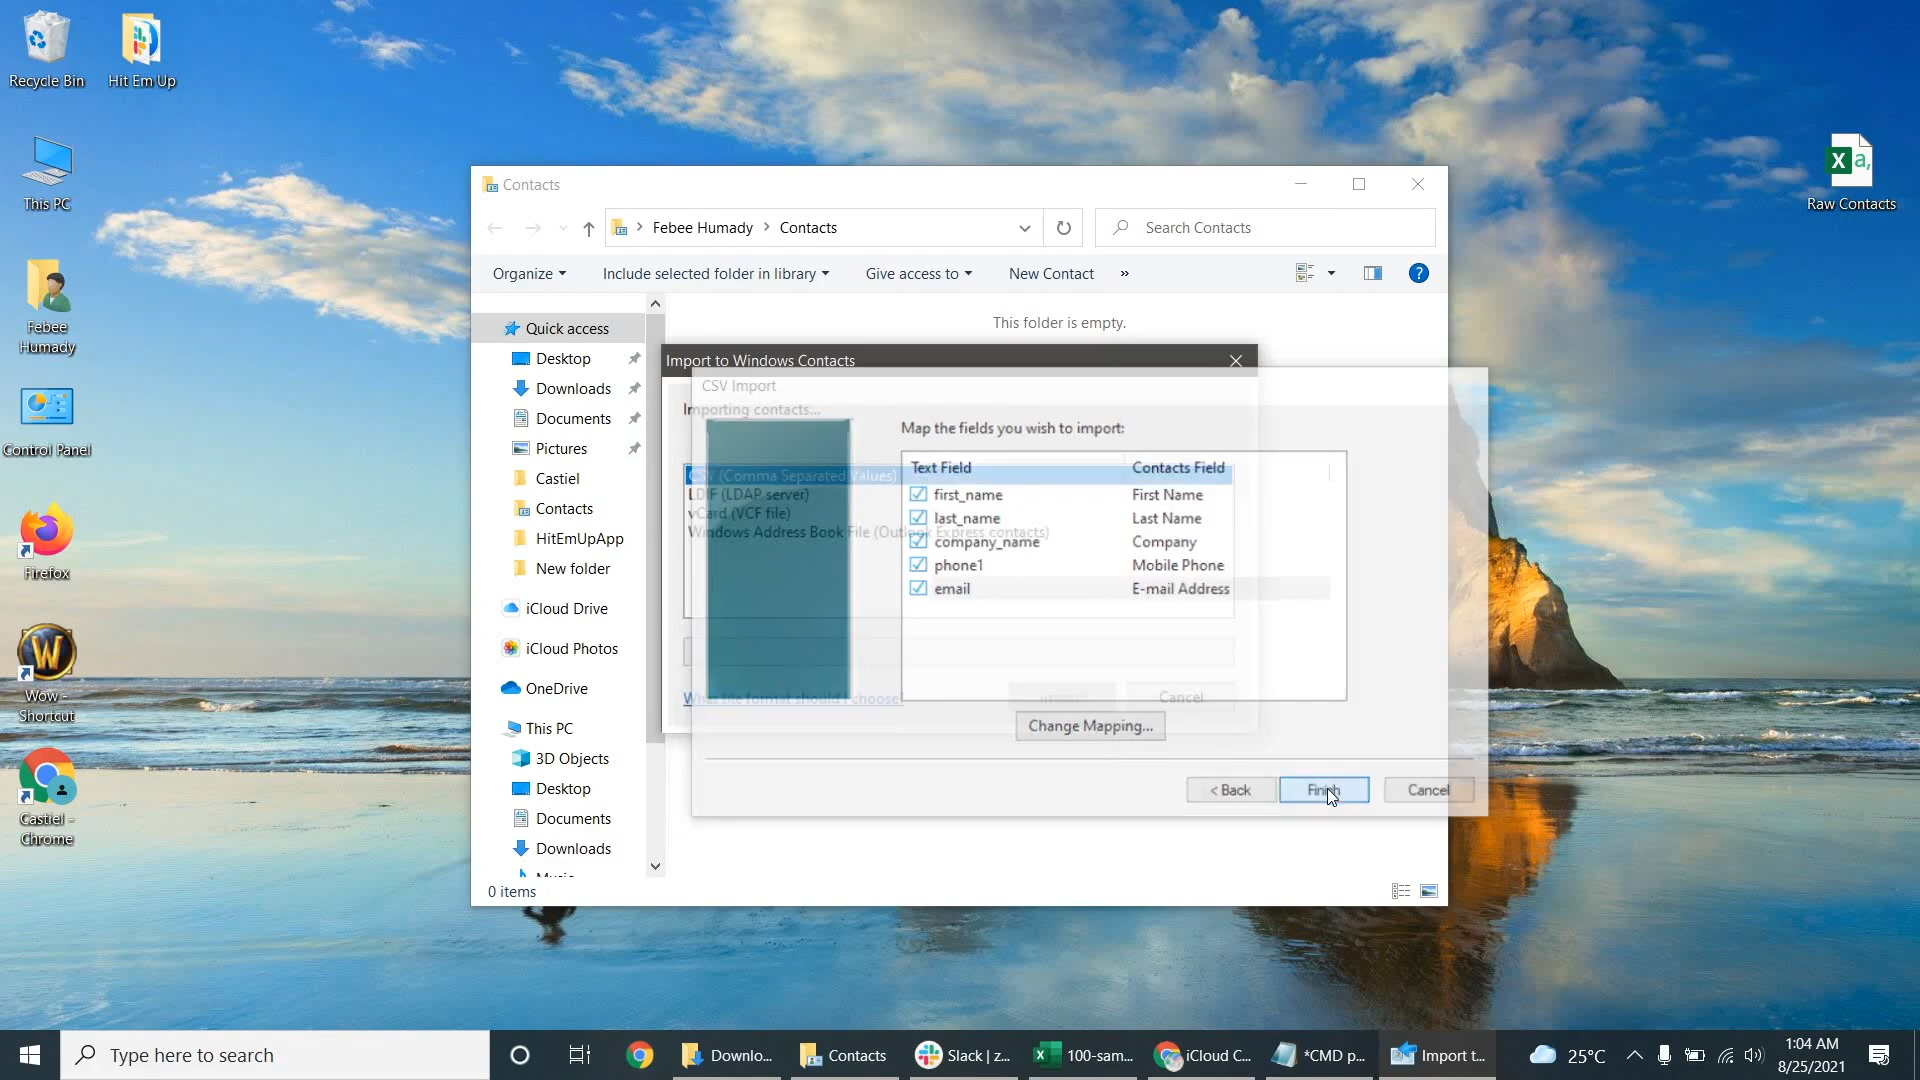 Recycle Bin
Hit Em Up
This PC
Febee
Humady
Control Panel
Firefox
Wow -
Shortcut
Castiel -
Chrome
Raw Contacts
Contacts
Febee Humady
Contacts
Search Contacts
Organize
Include selected folder in library
Give access to
New Contact
»
Quick access
Desktop
Downloads
Documents
Pictures
Castiel
Contacts
HitEmUpApp
New folder
iCloud Drive
iCloud Photos
OneDrive
This PC
3D Objects
Desktop
Documents
Downloads
Music
This folder is empty.
Import to Windows Contacts
Importing contacts...
CSV (Comma Separated Values)
LDIF (LDAP server)
vCard (VCF file)
Windows Address Book File (Outlook Express contacts)
What file format should I choose?
Cancel
CSV Import
Map the fields you wish to import:
Text Field Contacts Field
first_name First Name
last_name Last Name
company_name Company
phone1 Mobile Phone
email E-mail Address
Change Mapping...
< Back
Finish
Cancel
0 items
Type here to search
Downlo...
Contacts
Slack | z...
100-sam...
iCloud C...
*CMD p...
Import t...
25°C
1:04 AM
8/25/2021